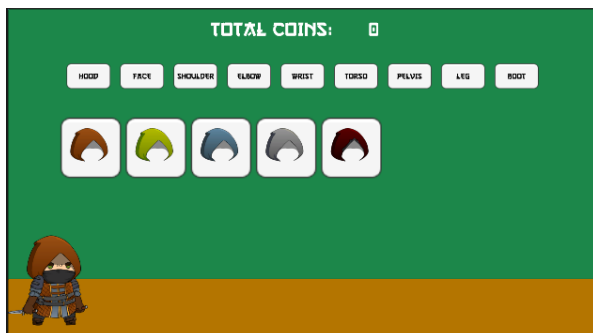 TOTAL COINS: 0
HOOD FACE SHOULDER ELBOW WRIST TORSO PELVIS LEG BOOT